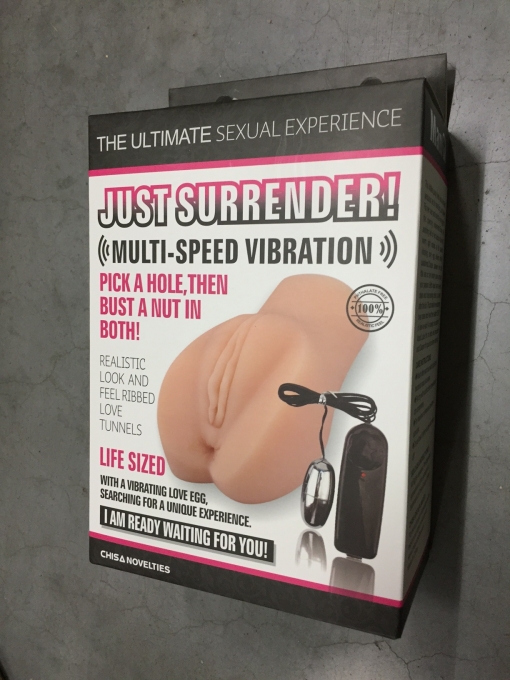 THE ULTIMATE SEXUAL EXPERIENCE
JUST SURRENDER!
MULTI-SPEED VIBRATION
PICK A HOLE, THEN
BUST A NUT IN
BOTH!
100%
REALISTIC
LOOK AND
FEEL RIBBED
LOVE
TUNNELS
LIFE SIZED
WITH A VIBRATING LOVE EGG,
SEARCHING FOR A UNIQUE EXPERIENCE.
I AM READY WAITING FOR YOU!
CHISA NOVELTIES